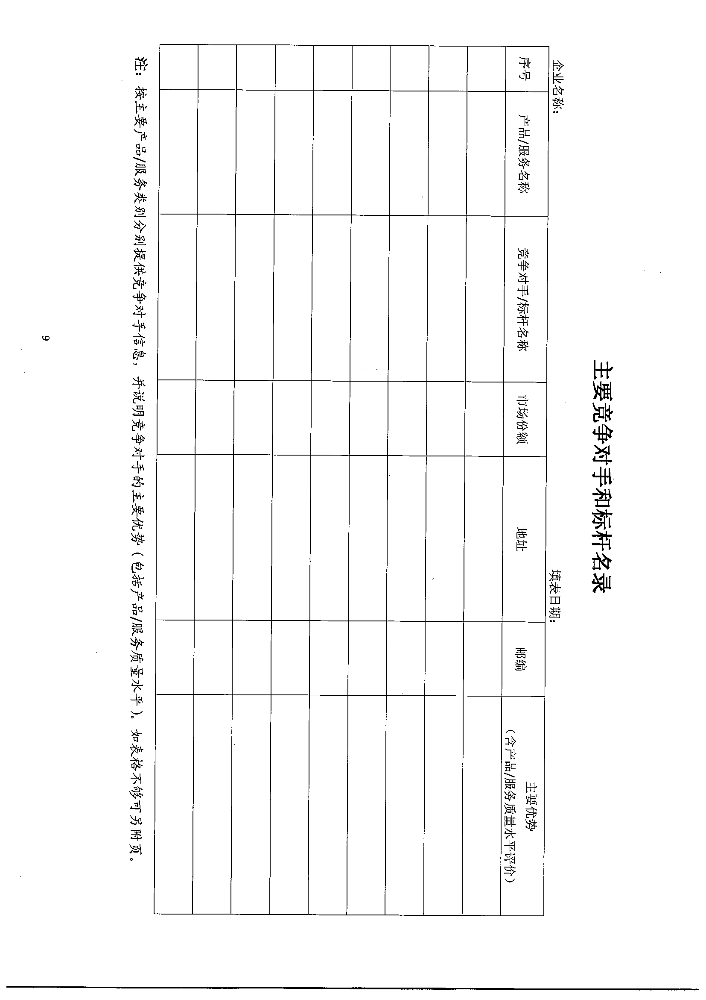 主要竞争对手和标杆名录
企业名称：
填表日期：
序号
产品/服务名称
竞争对手/标杆名称
市场份额
地址
邮编
主要优势
（含产品/服务质量水平评价）
注：按主要产品/服务类别分别提供竞争对手信息，并说明竞争对手的主要优势（包括产品/服务质量水平）。如表格不够可另附页。
9